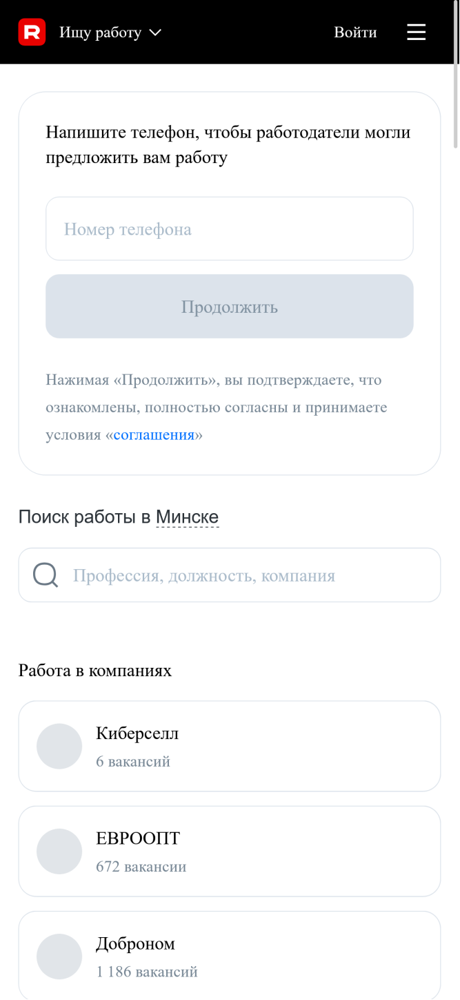 R
Ищу работу
Войти
Напишите телефон, чтобы работодатели могли
предложить вам работу
Номер телефона
Продолжить
Нажимая «Продолжить», вы подтверждаете, что
ознакомлены, полностью согласны и принимаете
условия «соглашения»
Поиск работы в Минске
Профессия, должность, компания
Работа в компаниях
Киберселл
6 вакансий
ЕВРООПТ
672 вакансии
Доброном
1 186 вакансий